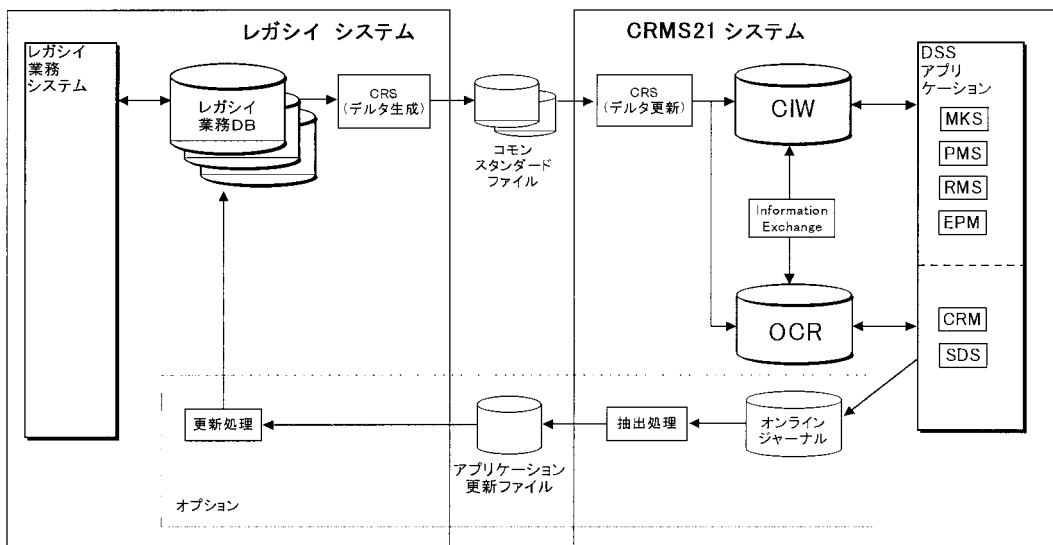 レガシイ システム
CRMS21 システム
レガシイ
業務
システム
レガシイ
業務DB
CRS
(デルタ生成)
コモン
スタンダード
ファイル
CRS
(デルタ更新)
CIW
Information
Exchange
OCR
DSS
アプリ
ケーション
MKS
PMS
RMS
EPM
CRM
SDS
更新処理
アプリケーション
更新ファイル
抽出処理
オンライン
ジャーナル
オプション